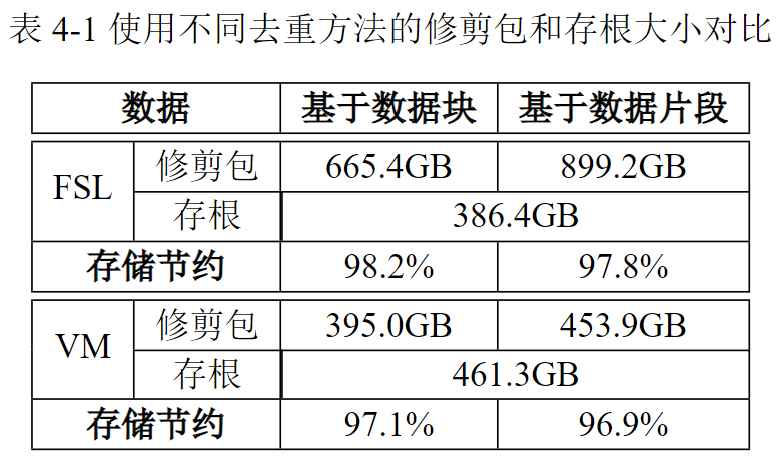 表 4-1 使用不同去重方法的修剪包和存根大小对比
数据 基于数据块 基于数据片段
FSL 修剪包 665.4GB 899.2GB
存根 386.4GB
存储节约 98.2% 97.8%
VM 修剪包 395.0GB 453.9GB
存根 461.3GB
存储节约 97.1% 96.9%